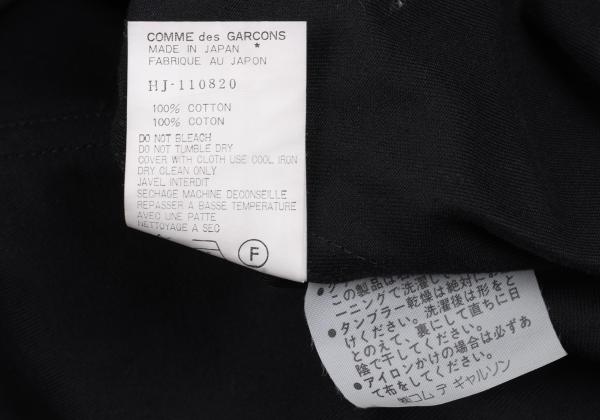 COMME des GARCONS
MADE IN JAPAN *
FABRIQUE AU JAPON
HJ-110820
100% COTTON
100% COTON
DO NOT BLEACH
DO NOT TUMBLE DRY
COVER WITH CLOTH USE COOL IRON
DRY CLEAN ONLY
JAVEL INTERDIT
SECHAGE MACHINE DECONSEILLE
REPASSER A BASSE TEMPERATURE
AVEC UNE PATTE
NETTOYAGE A SEC
F
この製品は
ーニングで洗濯
●タンブラー乾燥は絶対にお
けください。洗濯後は形をと
とのえて、裏にして直ちに日
陰で干してください。
●アイロンかけの場合は必ずあ
て布をしてください。
㈱コム デ ギャルソン